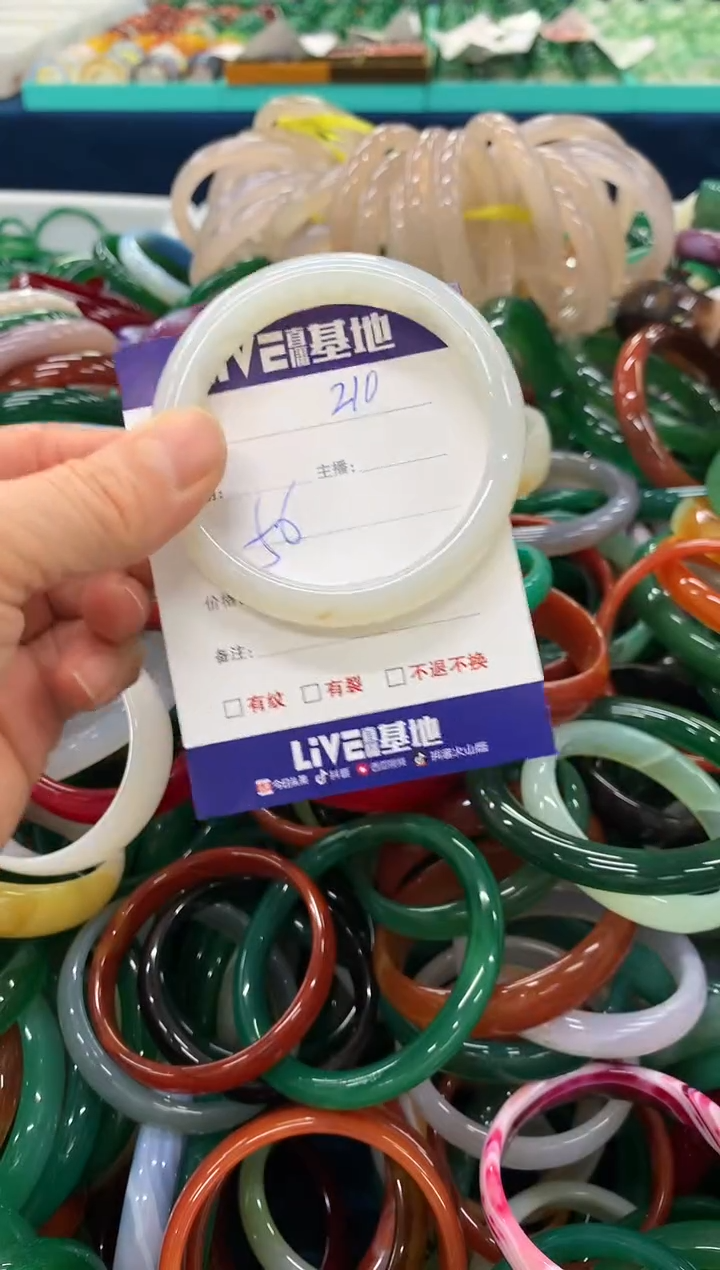 LiVE直播基地
210
主播:
56
价格:
备注:
有纹 有裂 不退不换
LiVE直播基地
今日头条 抖音 西瓜视频 抖音火山版